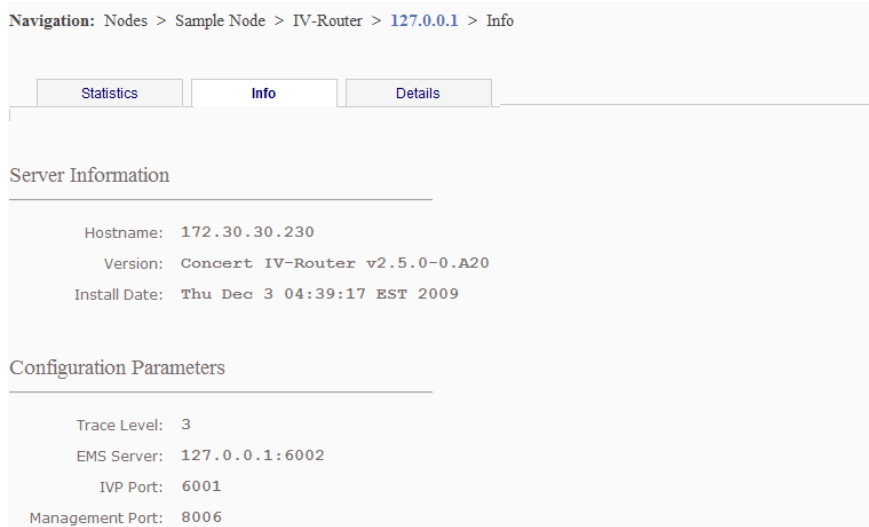 Navigation: Nodes > Sample Node > IV-Router > 127.0.0.1 > Info
Statistics Info Details
Server Information
Hostname: 172.30.30.230
Version: Concert IV-Router v2.5.0-0.A20
Install Date: Thu Dec 3 04:39:17 EST 2009
Configuration Parameters
Trace Level: 3
EMS Server: 127.0.0.1:6002
IVP Port: 6001
Management Port: 8006